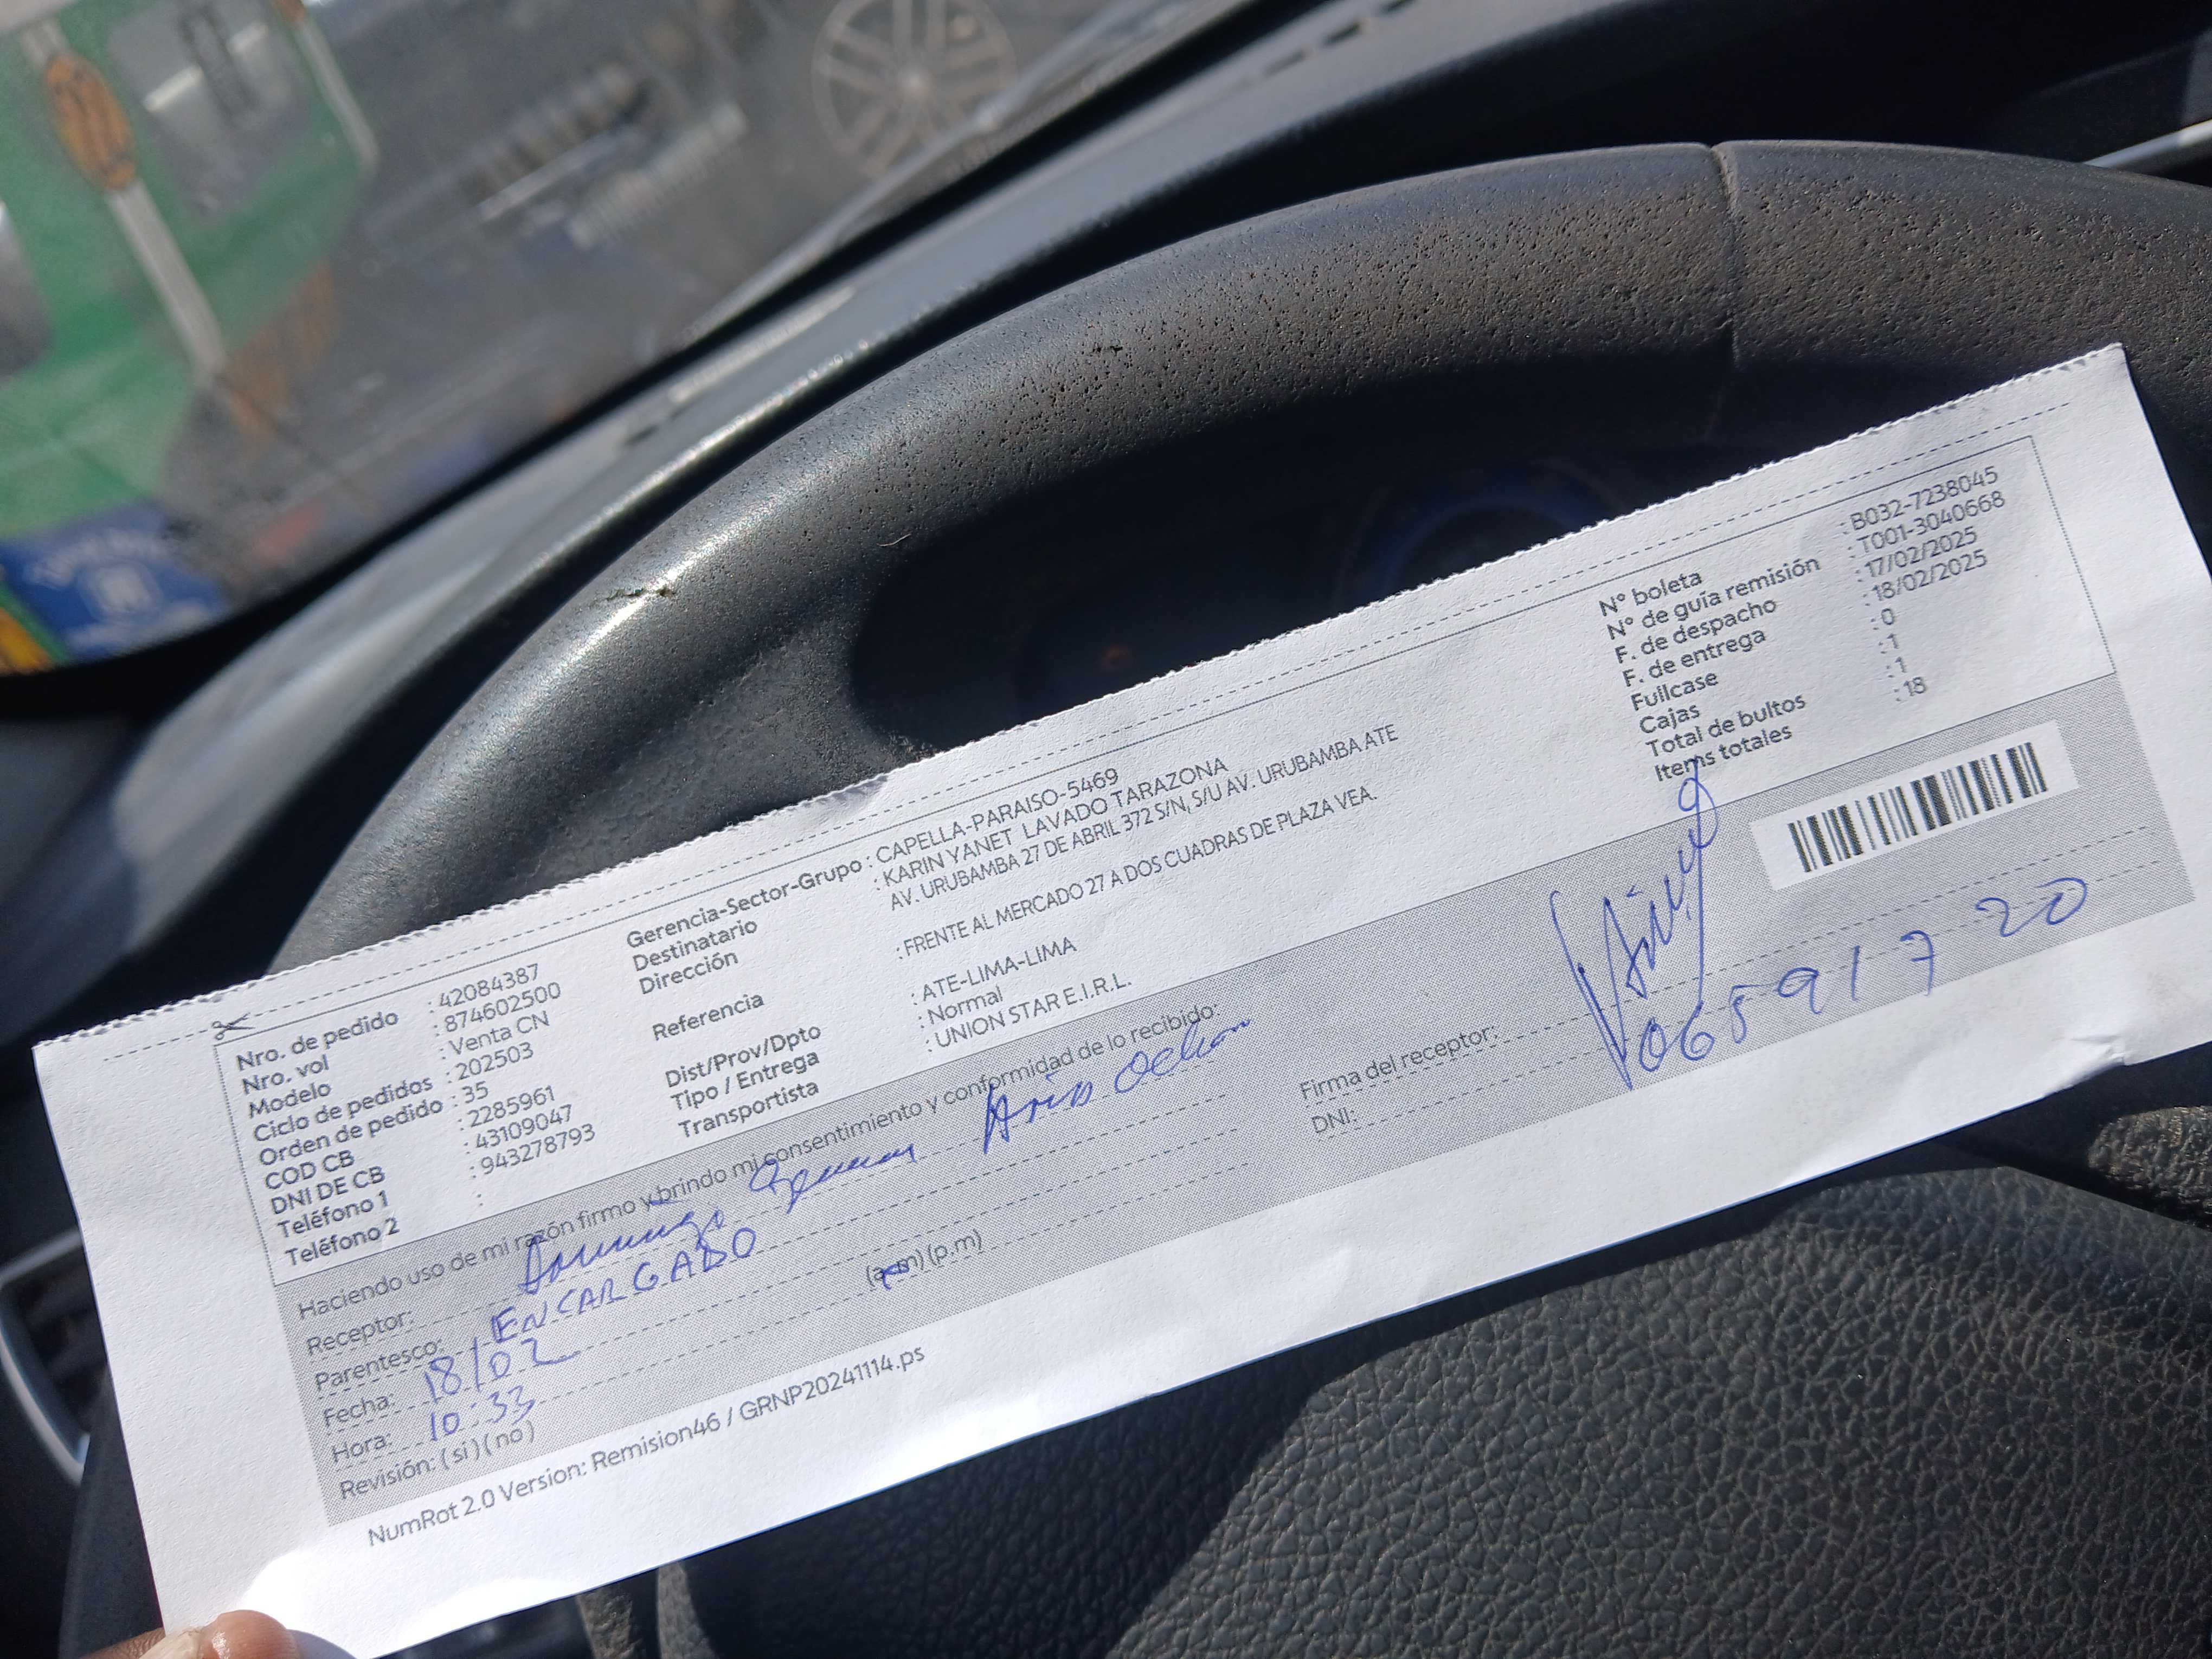 Nro. de pedido : 42084387
Nro. vol : 874602500
Modelo : Venta CN
Ciclo de pedidos : 202503
Orden de pedido : 35
COD CB : 2285961
DNI DE CB : 43109047
Teléfono 1 : 943278793
Teléfono 2 :
Gerencia-Sector-Grupo : CAPELLA-PARAISO-5469
Destinatario : KARIN YANET LAVADO TARAZONA
Dirección : AV. URUBAMBA 27 DE ABRIL 372 S/N, S/U AV. URUBAMBA ATE
Referencia : FRENTE AL MERCADO 27 A DOS CUADRAS DE PLAZA VEA.
Dist/Prov/Dpto : ATE-LIMA-LIMA
Tipo / Entrega : Normal
Transportista : UNION STAR E.I.R.L.
N° boleta : B032-7238045
N° de guía remisión : T001-3040668
F. de despacho : 17/02/2025
F. de entrega : 18/02/2025
Fullcase : 0
Cajas : 1
Total de bultos : 1
Items totales : 18
Haciendo uso de mi razón firmo y brindo mi consentimiento y conformidad de lo recibido:
Receptor: Domingo
Parentesco: ENCARGADO
Fecha: 18/02
Hora: 10:33 (a.m) (p.m)
Revisión: ( si ) ( no )
Firma del receptor:
DNI: 06591720
NumRot 2.0 Version: Remision46 / GRNP20241114.ps